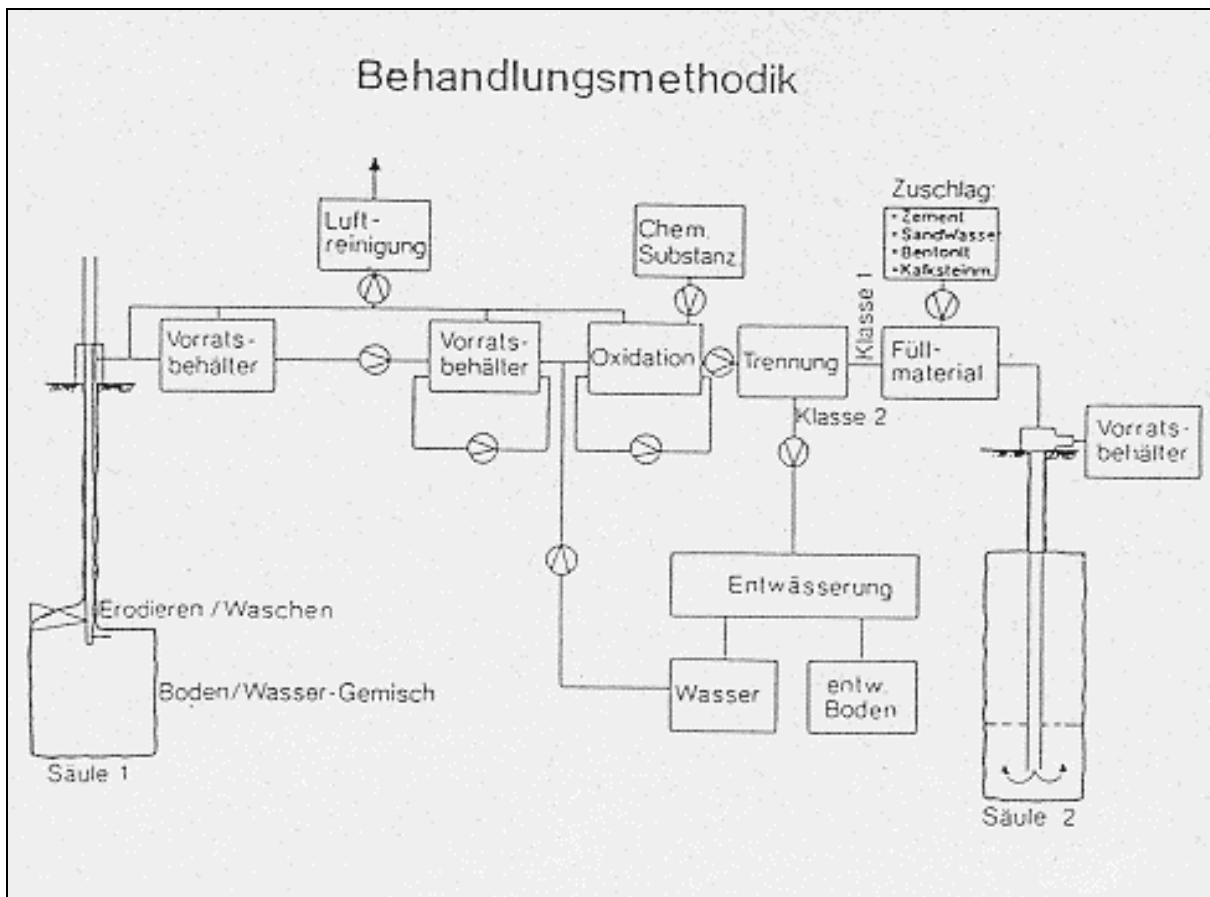 Behandlungsmethodik
Luft-
reinigung
Chem.
Substanz.
Zuschlag:
• Zement
• Sandwasser
• Bentonit
• Kalksteinm.
Vorrats-
behälter
Vorrats-
behälter
Oxidation
Trennung
Klasse 1
Füll-
material
Klasse 2
Vorrats-
behälter
Entwässerung
Erodieren / Waschen
Boden/Wasser-Gemisch
Wasser
entw.
Boden
Säule 1
Säule 2